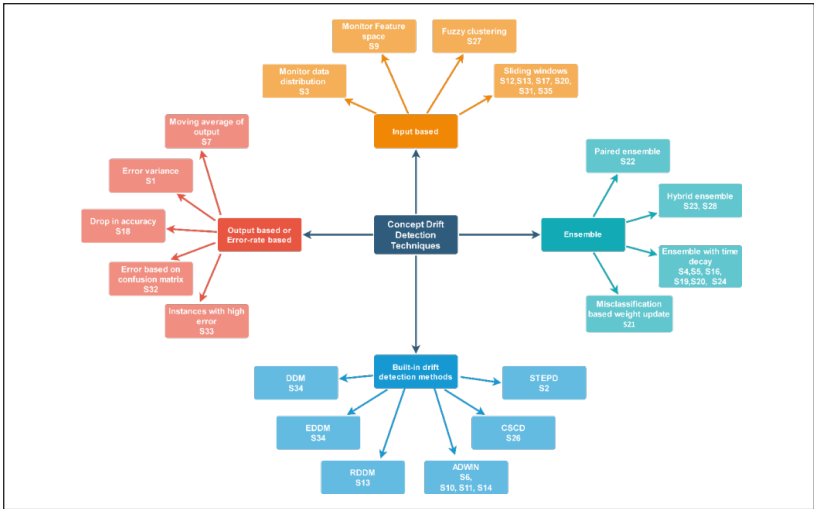 Monitor Feature
space
S9
Fuzzy clustering
S27
Monitor data
distribution
S3
Sliding windows
S12,S13, S17, S20,
S31, S35
Input based
Moving average of
output
S7
Error variance
S1
Drop in accuracy
S18
Error based on
confusion matrix
S32
Instances with high
error
S33
Output based or
Error-rate based
Concept Drift
Detection
Techniques
Ensemble
Paired ensemble
S22
Hybrid ensemble
S23, S28
Ensemble with time
decay
S4,S5, S16,
S19,S20, S24
Misclassification
based weight update
S21
Built-in drift
detection methods
DDM
S34
STEPD
S2
EDDM
S34
CSCD
S26
RDDM
S13
ADWIN
S6,
S10, S11, S14